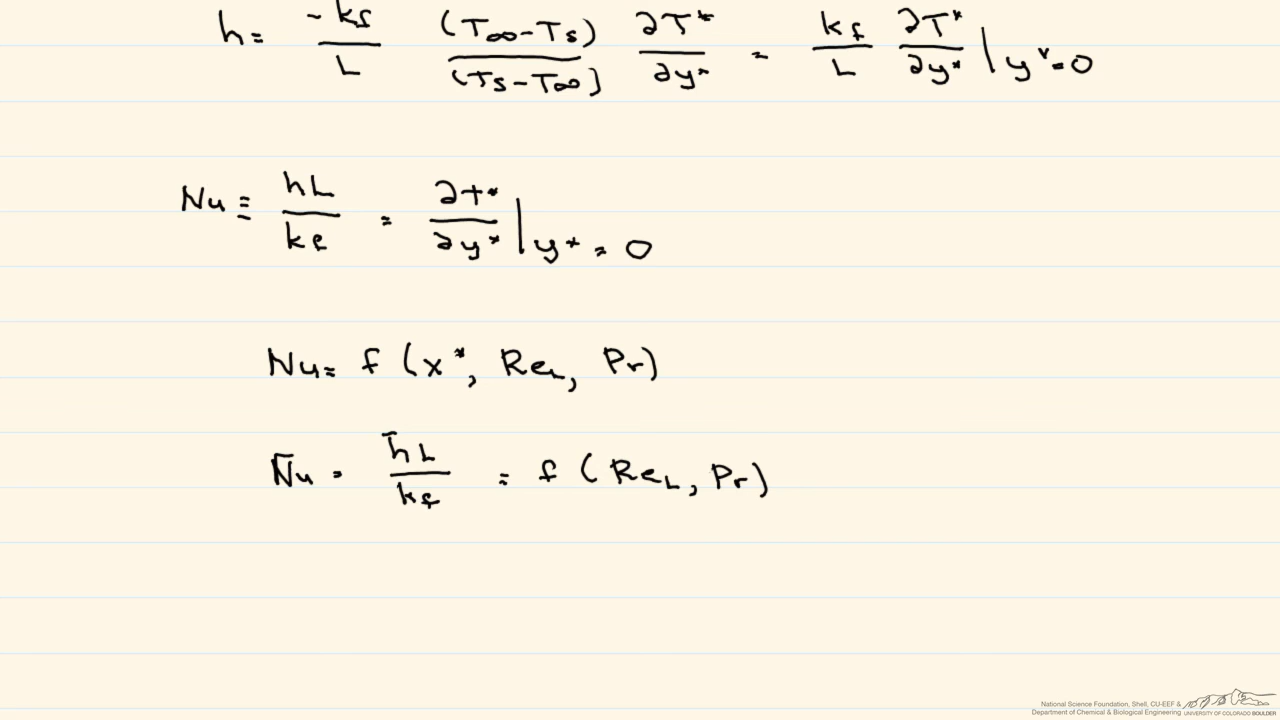 h = -kf/L (T∞-Ts)/(Ts-T∞) ∂T*/∂y* = kf/L ∂T*/∂y* | y*=0
Nu ≡ hL/kf = ∂T*/∂y* | y*=0
Nu = f (x*, ReL, Pr)
N̄u = h̄L/kf = f (ReL, Pr)
National Science Foundation, Shell, CU-EEF &
Department of Chemical & Biological Engineering UNIVERSITY OF COLORADO BOULDER